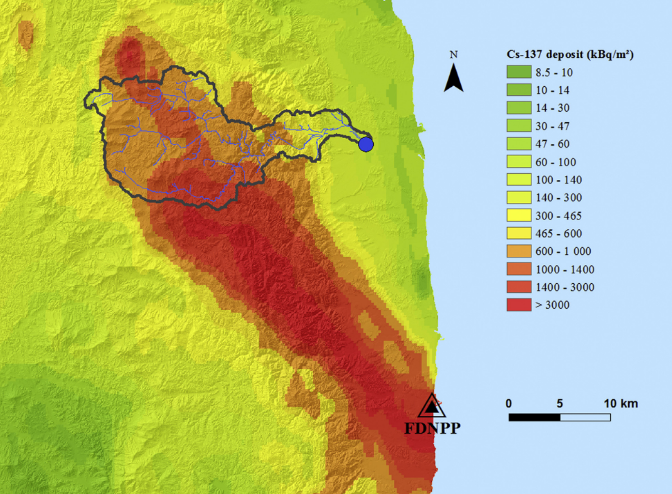 Cs-137 deposit (kBq/m²)
N
8.5 - 10
10 - 14
14 - 30
30 - 47
47 - 60
60 - 100
100 - 140
140 - 300
300 - 465
465 - 600
600 - 1 000
1000 - 1400
1400 - 3000
> 3000
0 5 10 km
FDNPP